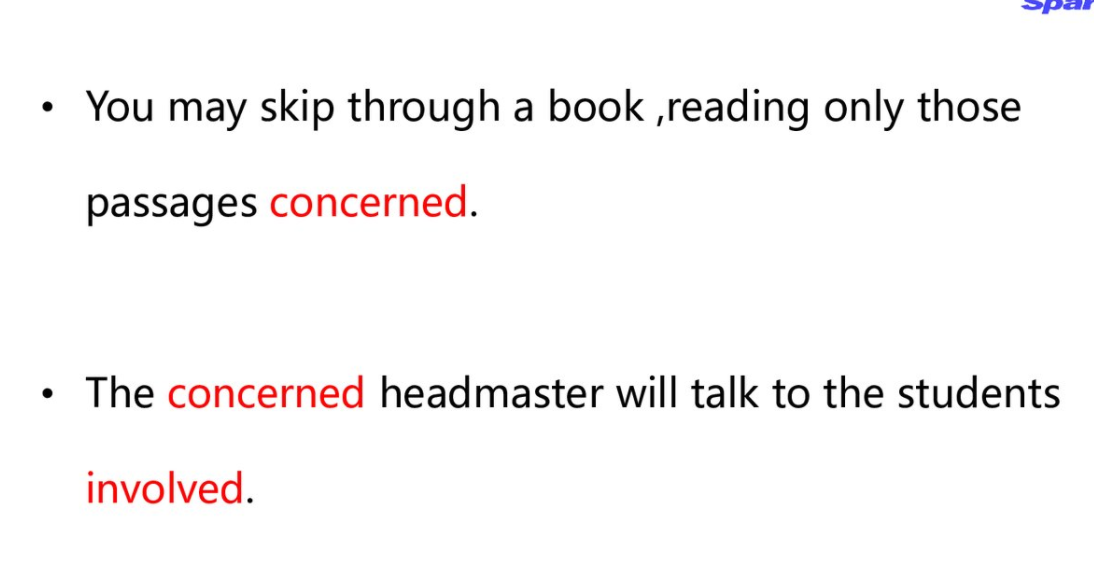 • You may skip through a book ,reading only those
passages concerned.
• The concerned headmaster will talk to the students
involved.